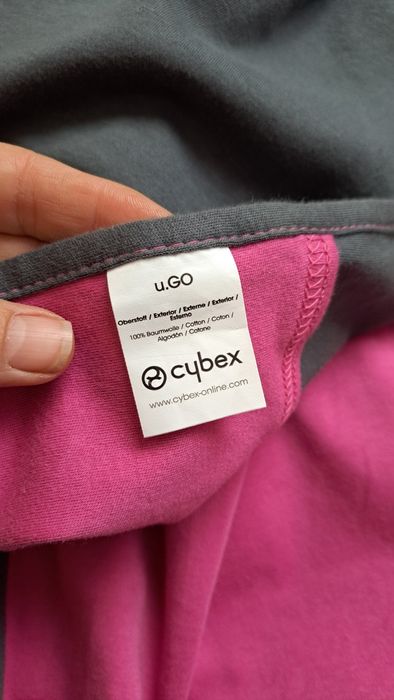 u.GO
Oberstoff / Exterior / Externe / Exterior /
Esterno
100% Baumwolle / Cotton / Coton /
Algodón / Cotone
cybex
www.cybex-online.com